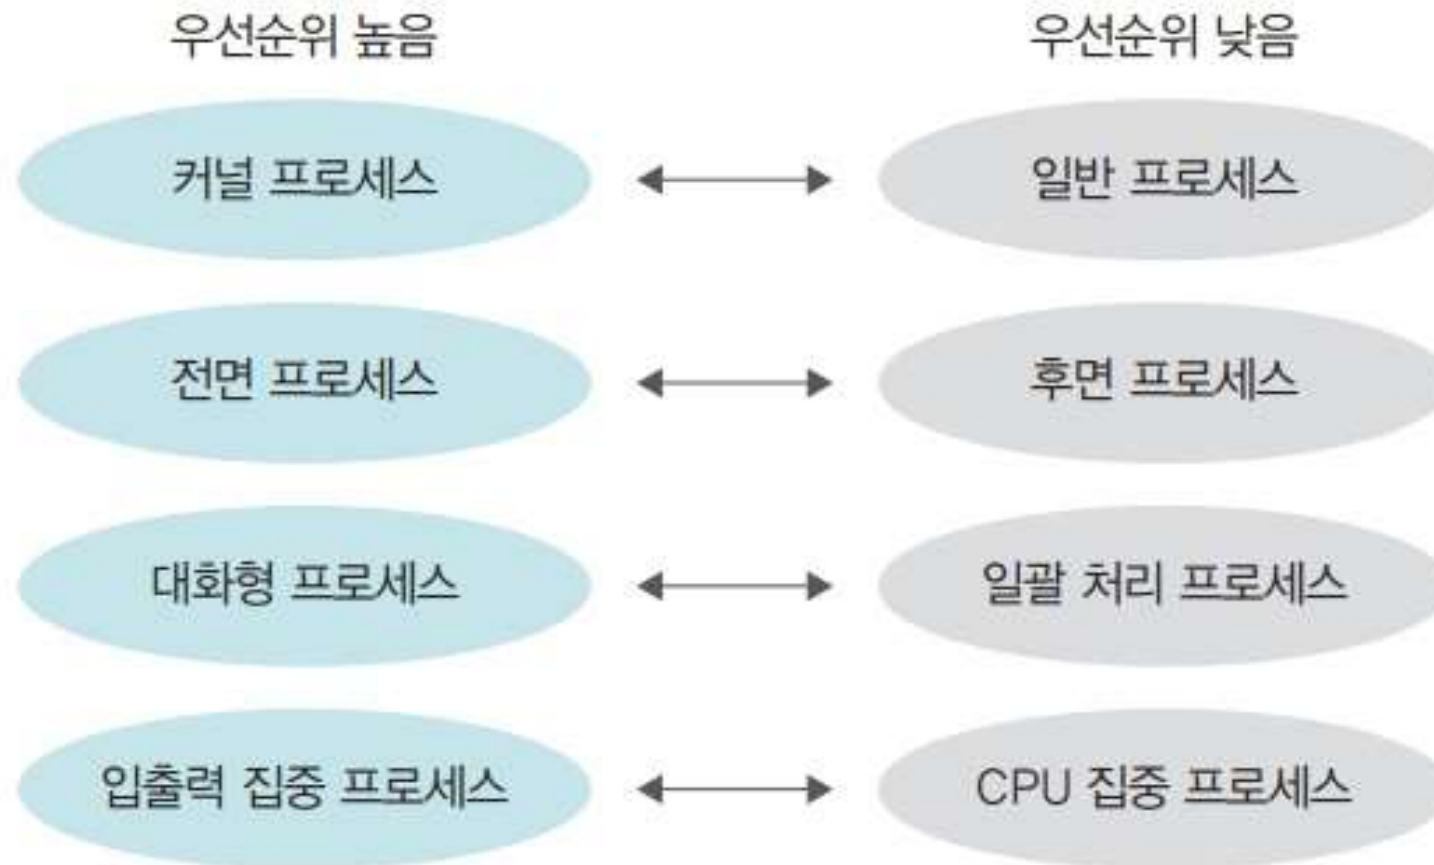 우선순위 높음 우선순위 낮음
커널 프로세스 일반 프로세스
전면 프로세스 후면 프로세스
대화형 프로세스 일괄 처리 프로세스
입출력 집중 프로세스 CPU 집중 프로세스